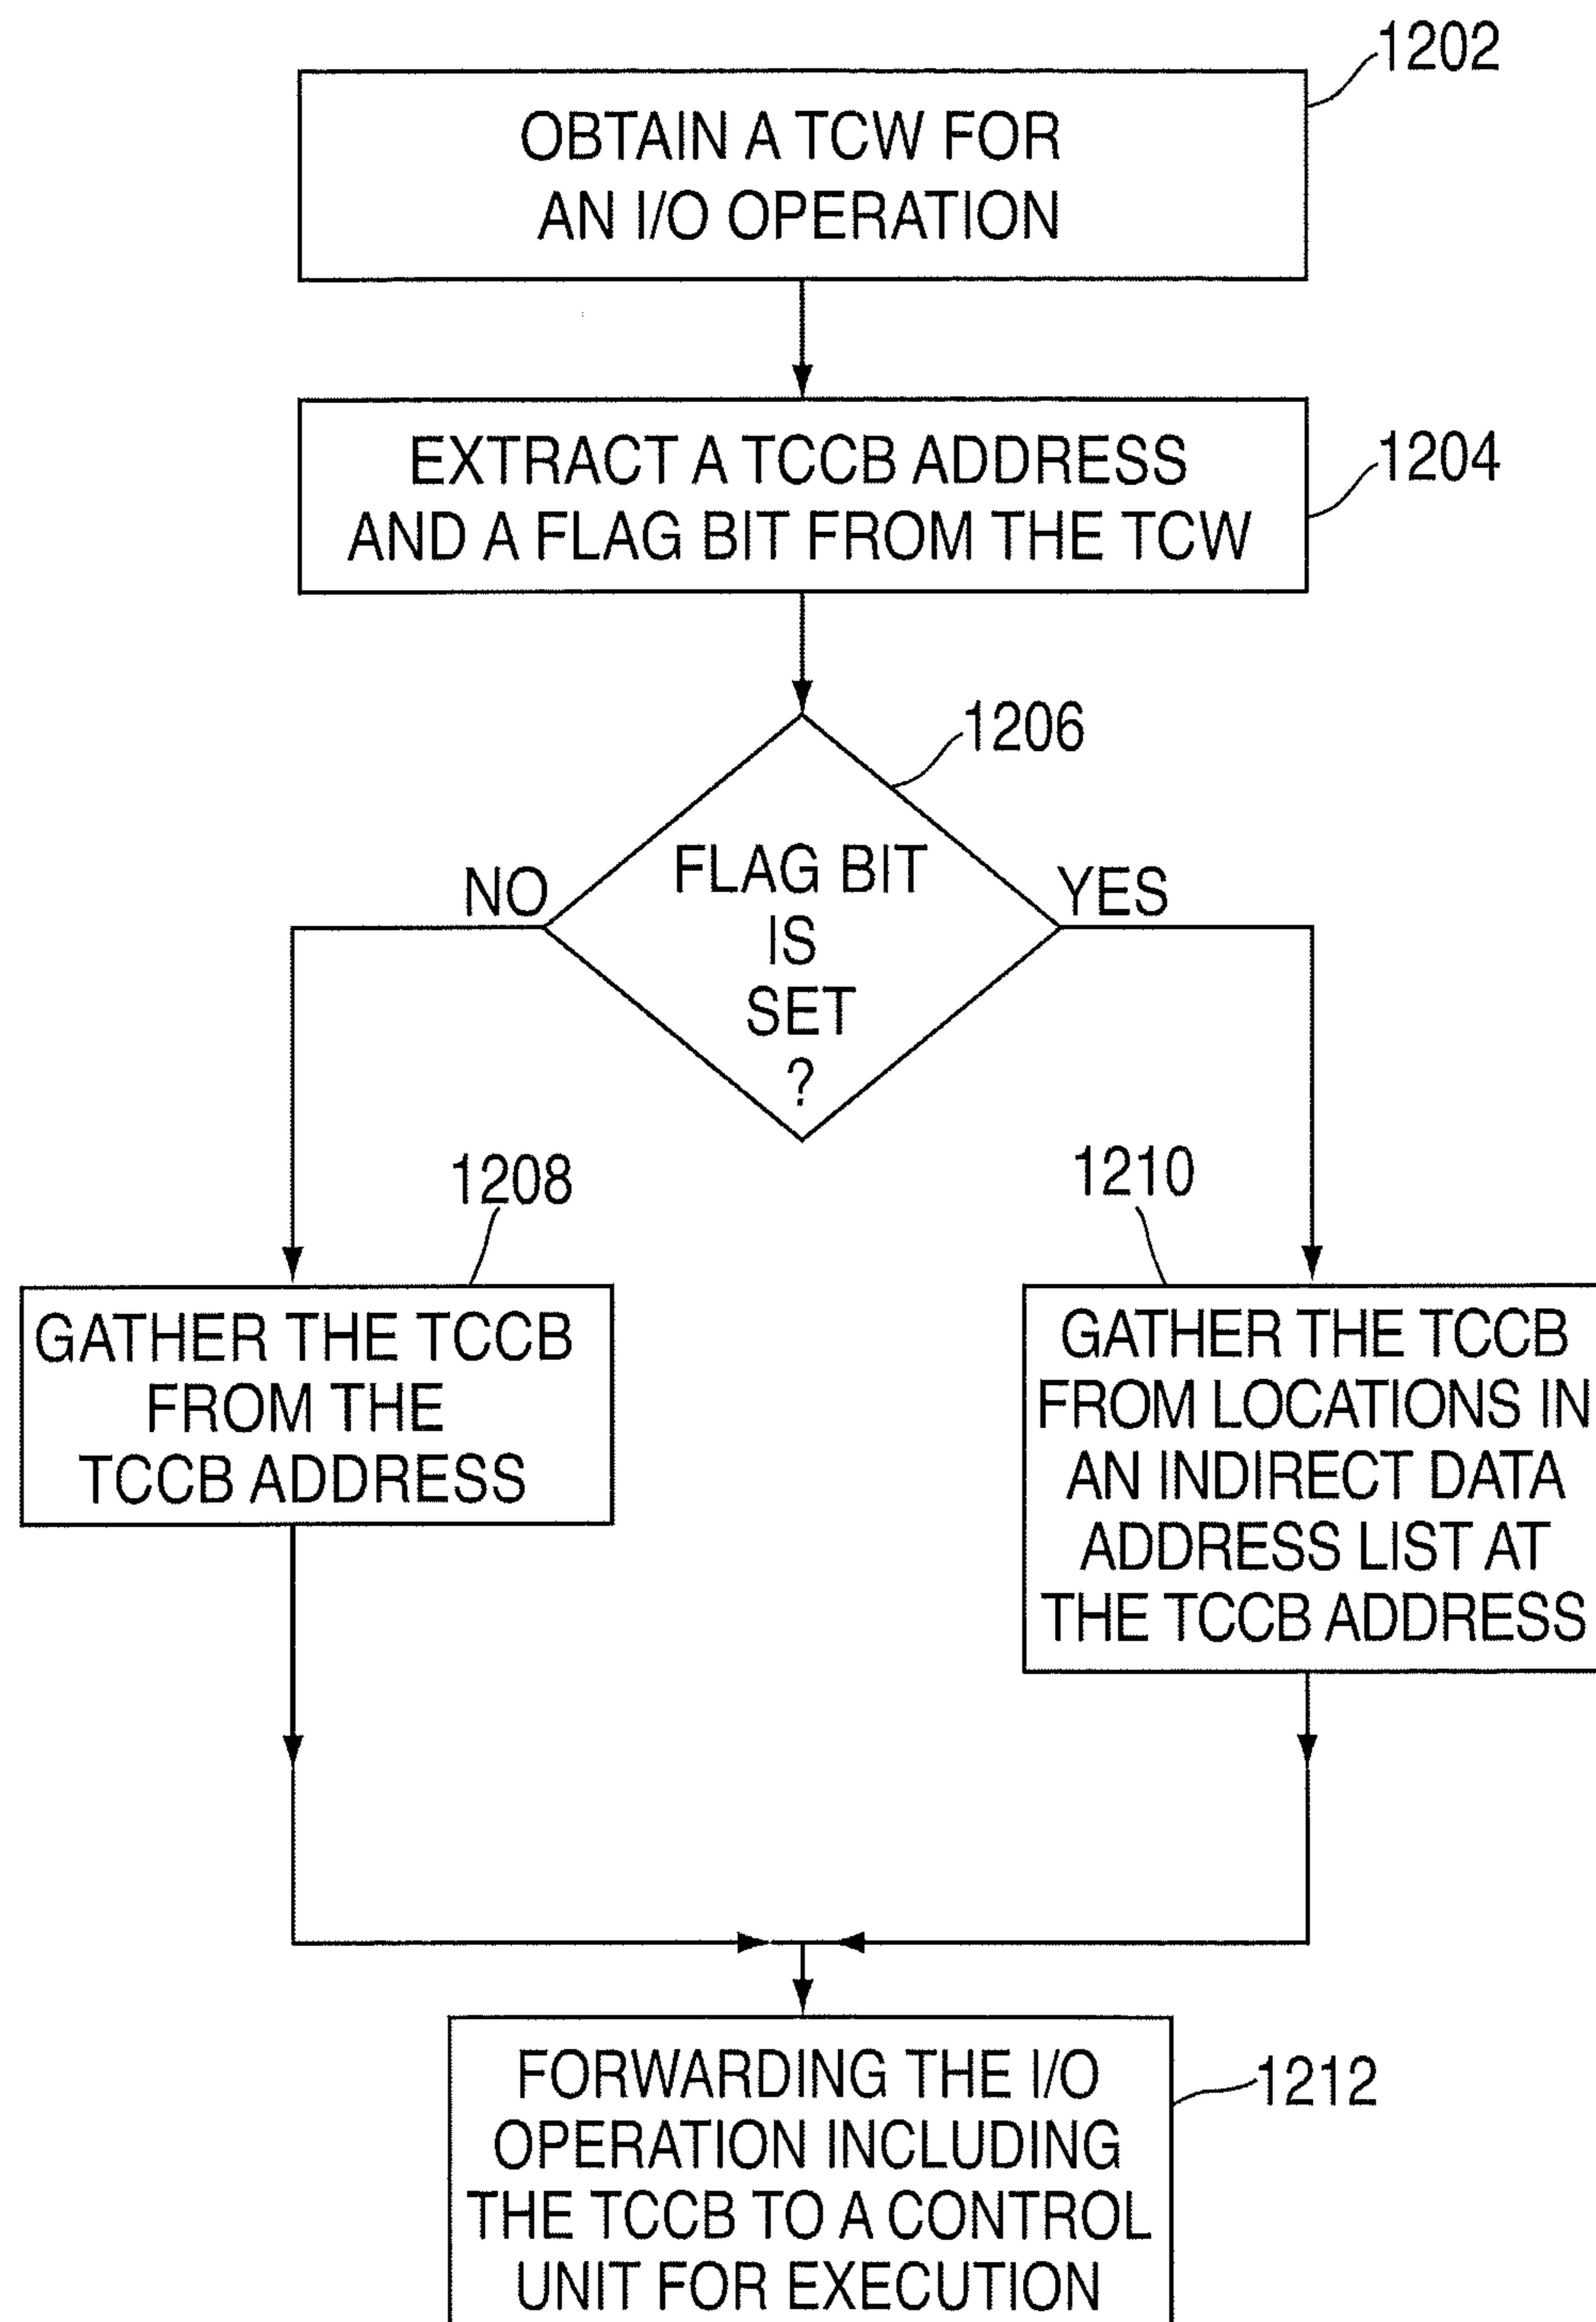 1202
OBTAIN A TCW FOR
AN I/O OPERATION
EXTRACT A TCCB ADDRESS
AND A FLAG BIT FROM THE TCW
1204
1206
NO
FLAG BIT
IS
SET
?
YES
1208
GATHER THE TCCB
FROM THE
TCCB ADDRESS
1210
GATHER THE TCCB
FROM LOCATIONS IN
AN INDIRECT DATA
ADDRESS LIST AT
THE TCCB ADDRESS
FORWARDING THE I/O
OPERATION INCLUDING
THE TCCB TO A CONTROL
UNIT FOR EXECUTION
1212